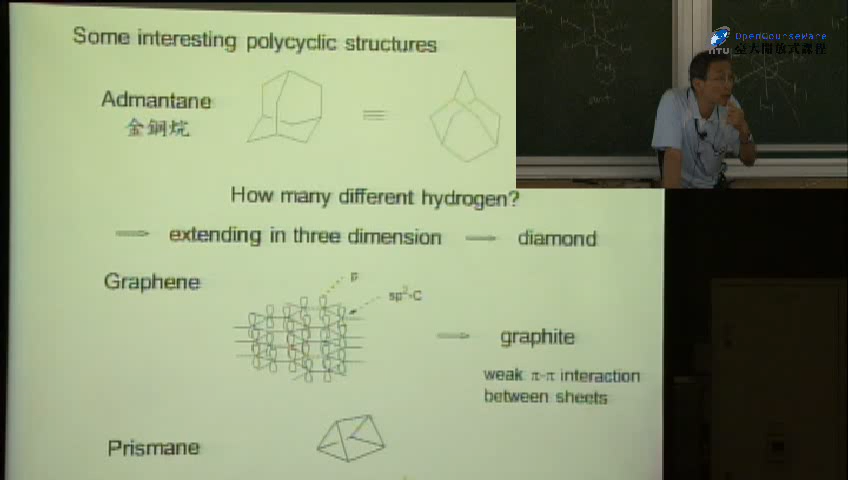 Some interesting polycyclic structures
OpenCourseWare
NTU 臺大開放式課程
Admantane
金鋼烷
How many different hydrogen?
extending in three dimension
diamond
Graphene
p
sp²-C
graphite
weak π-π interaction
between sheets
Prismane